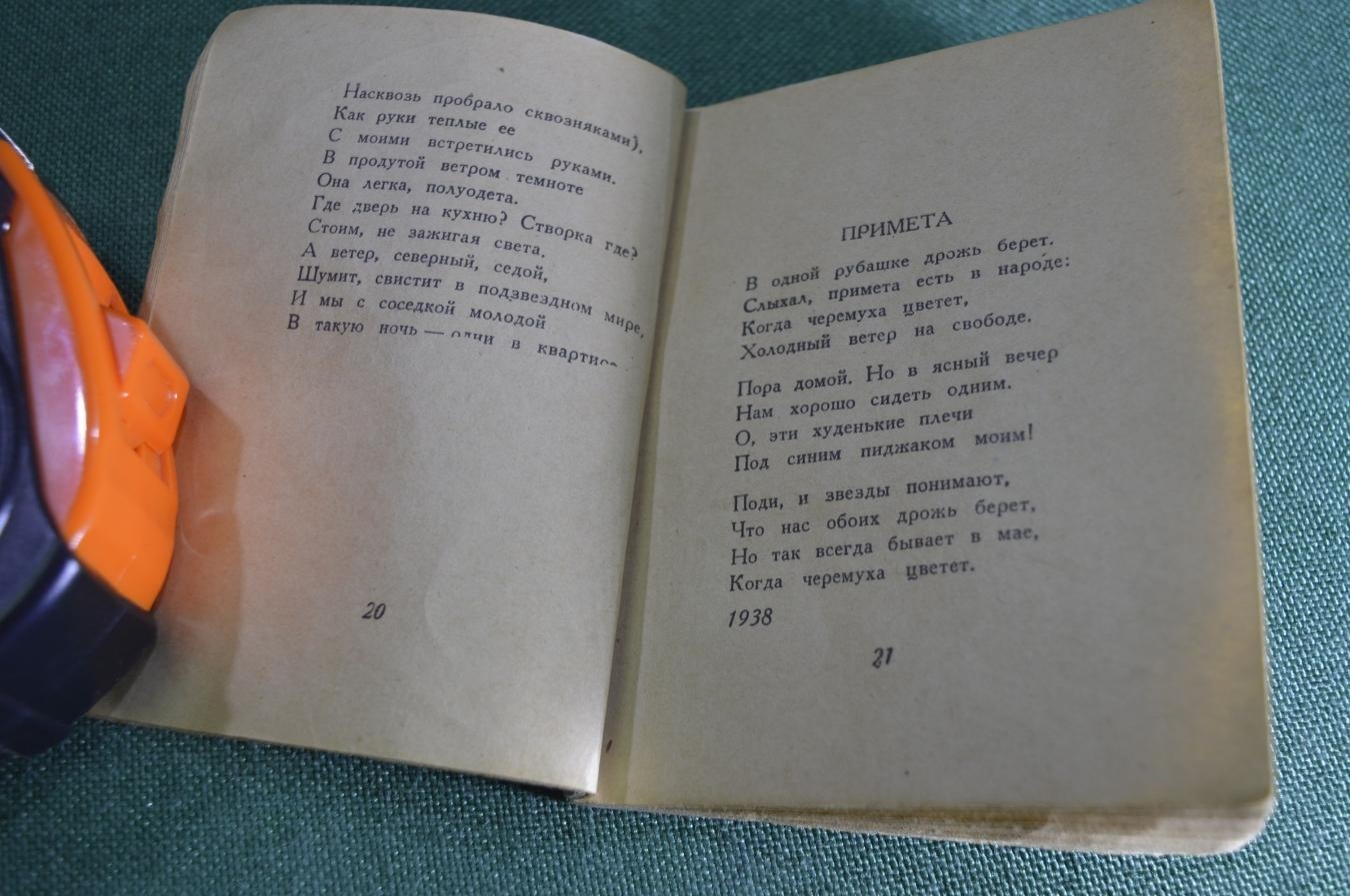 Насквозь пробрало сквозняками),
Как руки теплые ее
С моими встретились руками.
В продутой ветром темноте
Она легка, полуодета.
Где дверь на кухню? Створка где?
Стоим, не зажигая света.
А ветер, северный, седой,
Шумит, свистит в подзвездном мире,
И мы с соседкой молодой
В такую ночь — одни в
20
ПРИМЕТА
В одной рубашке дрожь берет.
Слыхал, примета есть в народе:
Когда черемуха цветет,
Холодный ветер на свободе.
Пора домой. Но в ясный вечер
Нам хорошо сидеть одним.
О, эти худенькие плечи
Под синим пиджаком моим!
Поди, и звезды понимают,
Что нас обоих дрожь берет,
Но так всегда бывает в мае,
Когда черемуха цветет.
1938
21